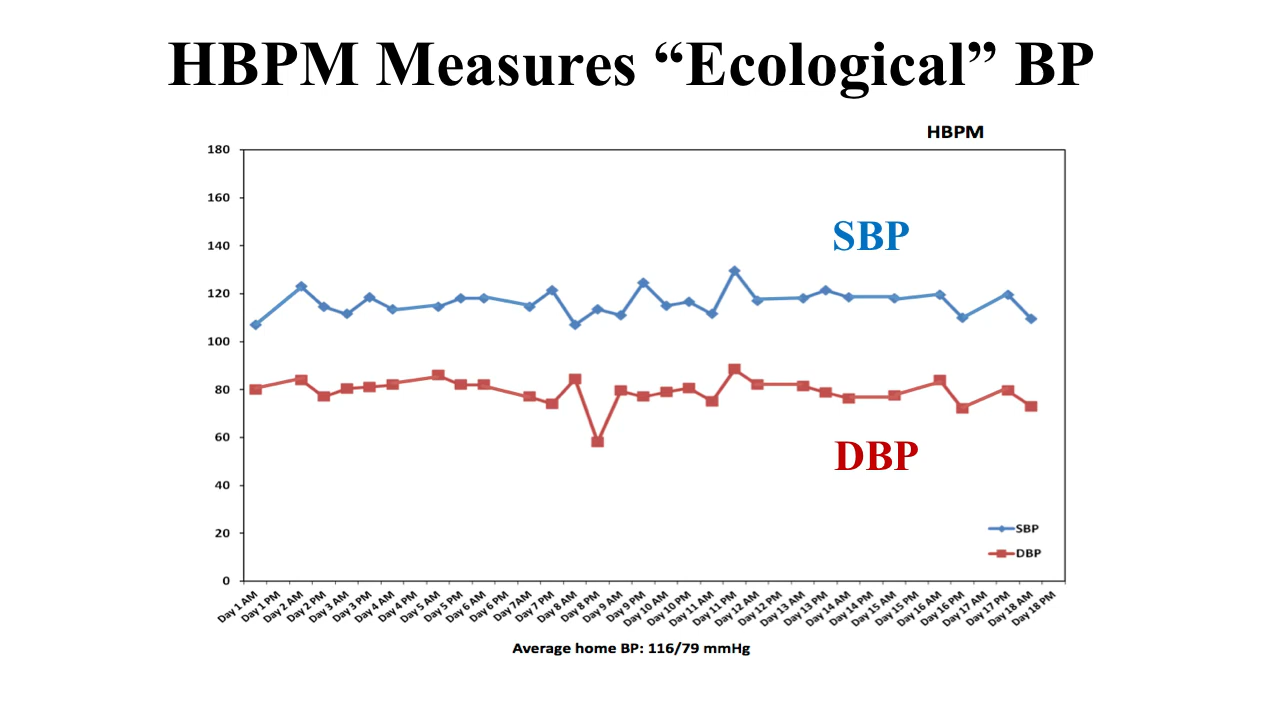 HBPM Measures “Ecological” BP
HBPM
180
160
140
120
100
80
60
40
20
0
SBP
DBP
SBP
DBP
Day 1 AM
Day 1 PM
Day 2 AM
Day 2 PM
Day 3 AM
Day 3 PM
Day 4 AM
Day 4 PM
Day 5 AM
Day 5 PM
Day 6 AM
Day 6 PM
Day 7AM
Day 7 PM
Day 8 AM
Day 8 PM
Day 9 AM
Day 9 PM
Day 10 AM
Day 10 PM
Day 11 AM
Day 11 PM
Day 12 AM
Day 12 PM
Day 13 AM
Day 13 PM
Day 14 AM
Day 14 PM
Day 15 AM
Day 15 PM
Day 16 AM
Day 16 PM
Day 17 AM
Day 17 PM
Day 18 AM
Day 18 PM
Average home BP: 116/79 mmHg